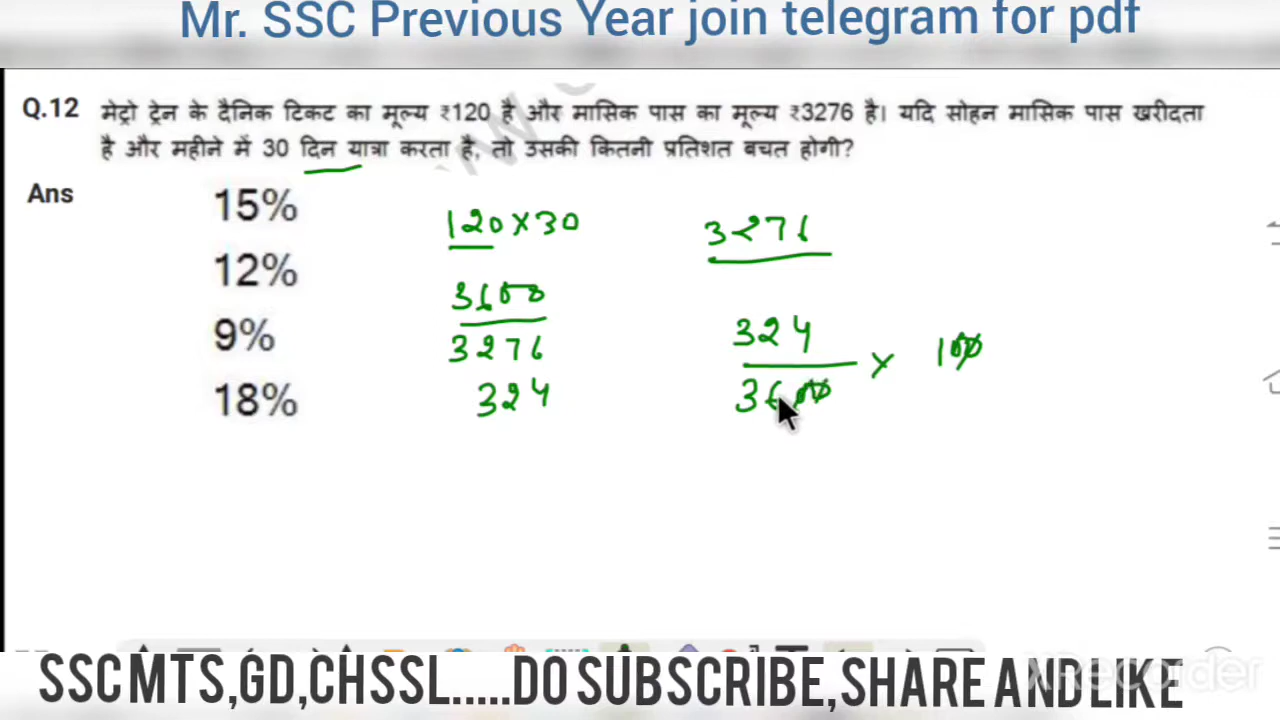 Mr. SSC Previous Year join telegram for pdf
Q.12 मेट्रो ट्रेन के दैनिक टिकट का मूल्य ₹120 है और मासिक पास का मूल्य ₹3276 है। यदि सोहन मासिक पास खरीदता
है और महीने में 30 दिन यात्रा करता है, तो उसकी कितनी प्रतिशत बचत होगी?
Ans
15%
12%
9%
18%
120×30
3600
3276
324
3276
324
3600 × 100
SSC MTS,GD,CHSSL.....DO SUBSCRIBE,SHARE AND LIKE
XRecorder